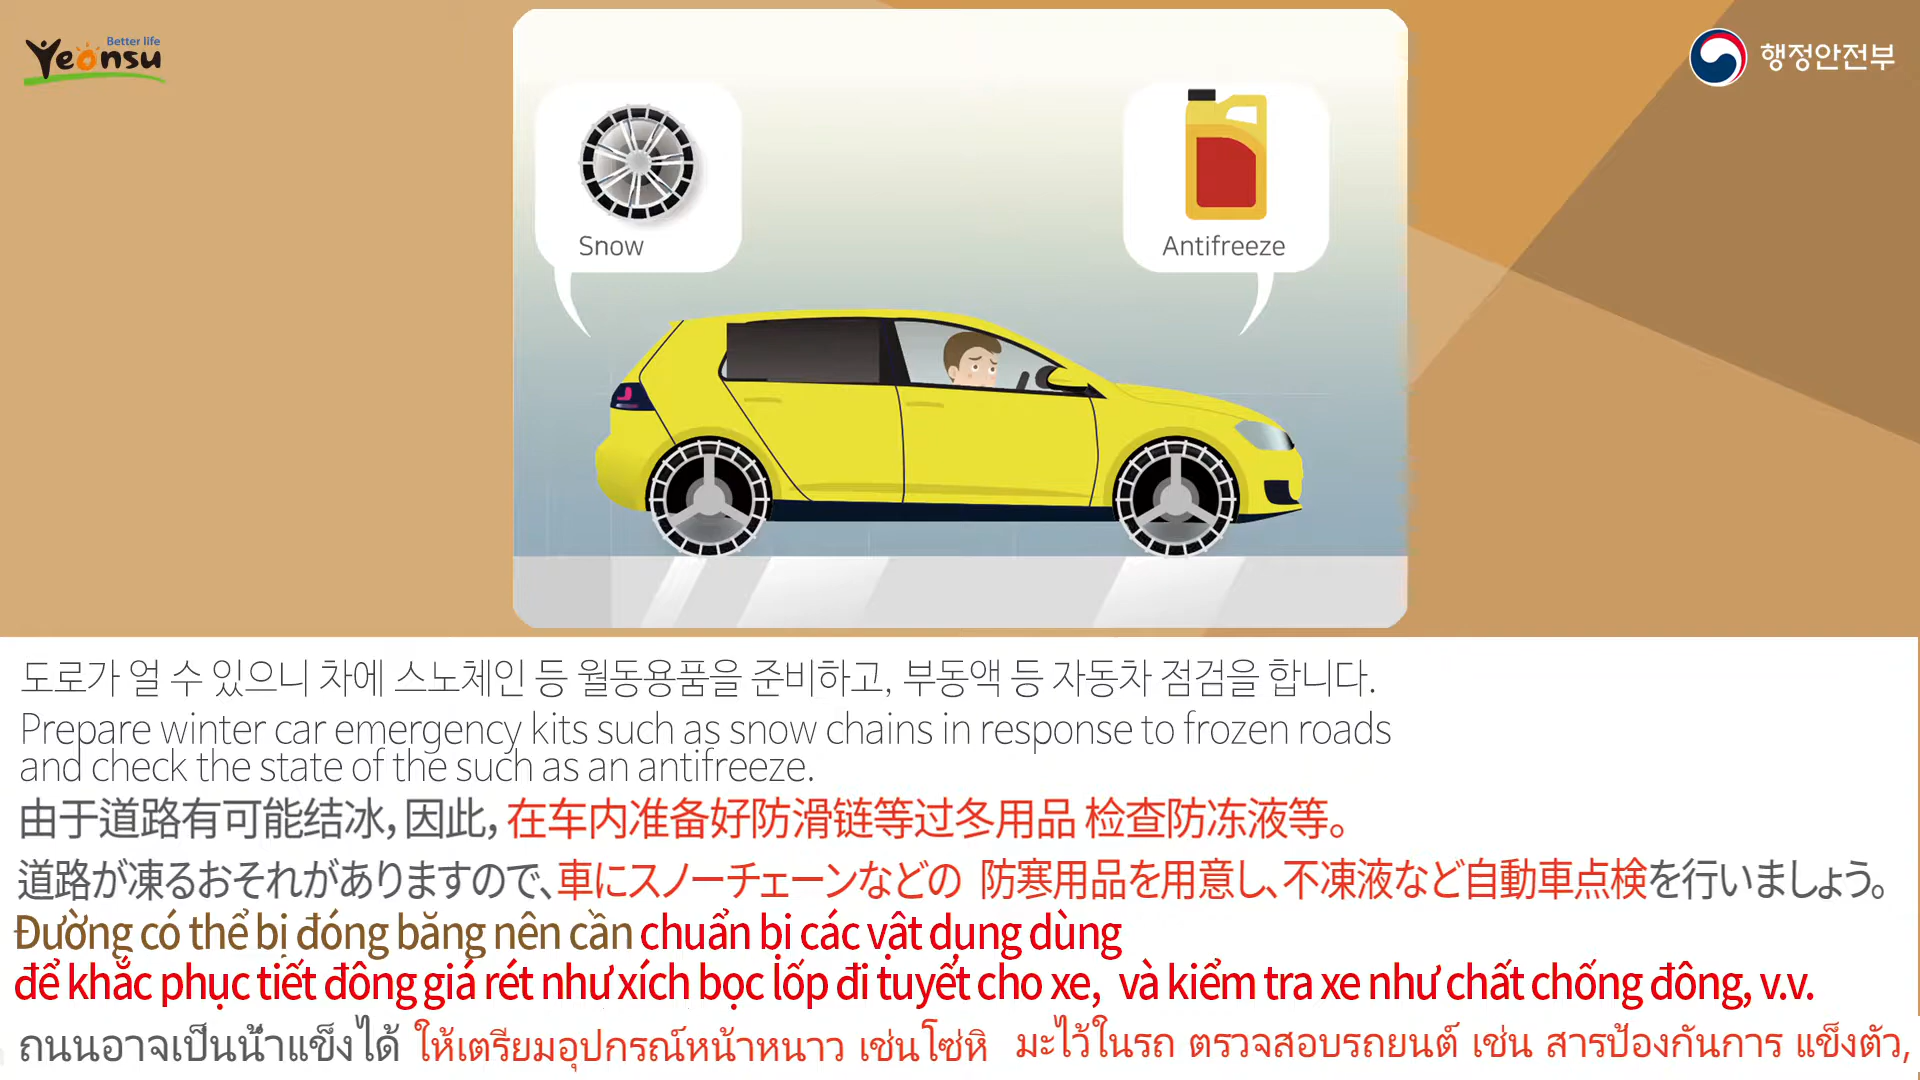 Better life
Yeonsu
행정안전부
Snow
Antifreeze
도로가 얼 수 있으니 차에 스노체인 등 월동용품을 준비하고, 부동액 등 자동차 점검을 합니다.
Prepare winter car emergency kits such as snow chains in response to frozen roads
and check the state of the such as an antifreeze.
由于道路有可能结冰，因此，在车内准备好防滑链等过冬用品 检查防冻液等。
道路が凍るおそれがありますので、車にスノーチェーンなどの 防寒用品を用意し、不凍液など自動車点検を行いましょう。
Đường có thể bị đóng băng nên cần chuẩn bị các vật dụng dùng
để khắc phục tiết đông giá rét như xích bọc lốp đi tuyết cho xe, và kiểm tra xe như chất chống đông, v.v.
ถนนอาจเป็นน้ำแข็งได้ ให้เตรียมอุปกรณ์หน้าหนาว เช่นโซ่หิ มะไว้ในรถ ตรวจสอบรถยนต์ เช่น สารป้องกันการ แข็งตัว,